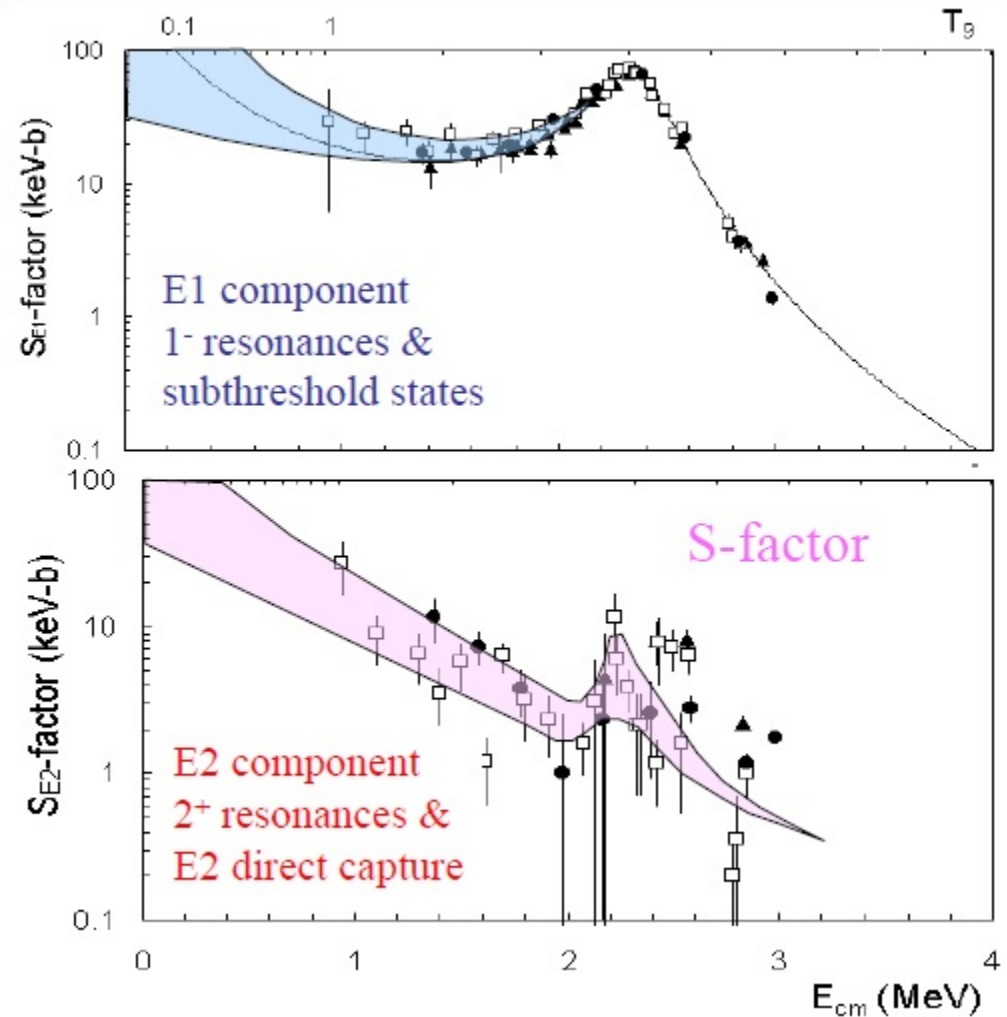 0.1 1 T9
100
10
1
0.1
SE1-factor (keV-b)
E1 component
1- resonances &
subthreshold states
100
10
1
0.1
SE2-factor (keV-b)
S-factor
E2 component
2+ resonances &
E2 direct capture
0 1 2 3 4
Ecm (MeV)